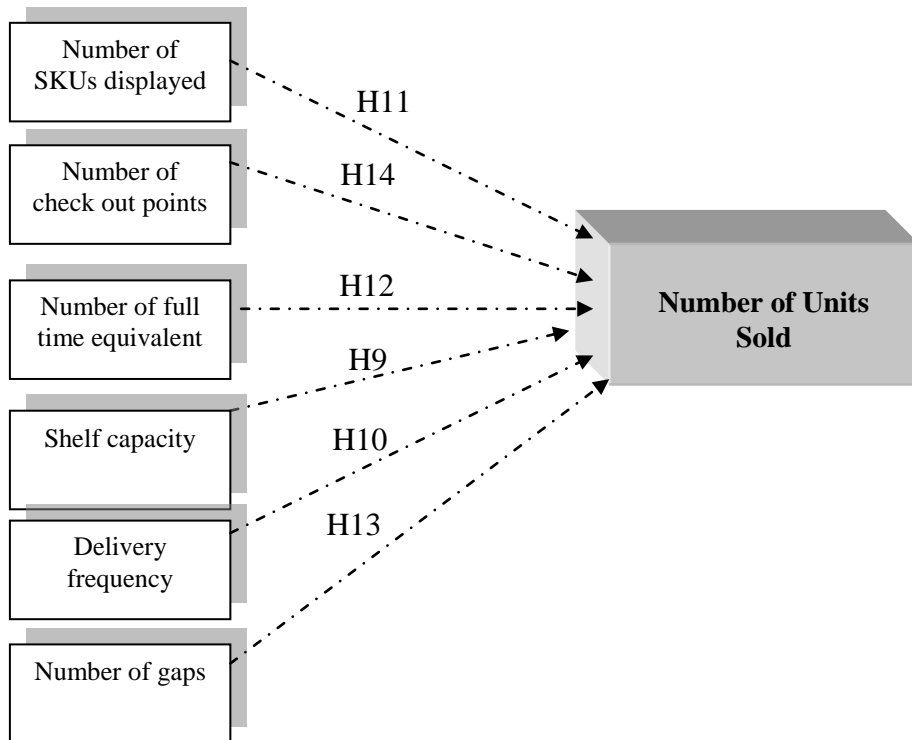 Number of
SKUs displayed
H11
Number of
check out points
H14
Number of full
time equivalent
H12
Number of Units
Sold
Shelf capacity
H9
Delivery
frequency
H10
Number of gaps
H13